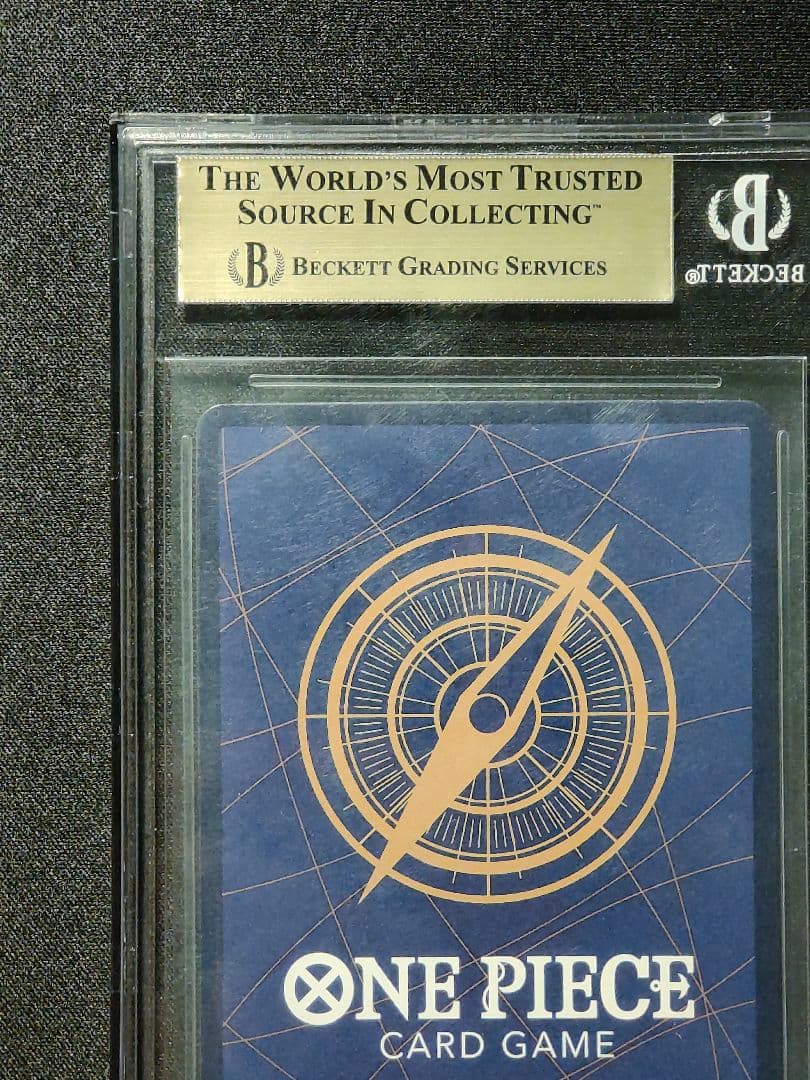 THE WORLD'S MOST TRUSTED
SOURCE IN COLLECTING™
B BECKETT GRADING SERVICES
B
BECKETT®
ONE PIECE
CARD GAME